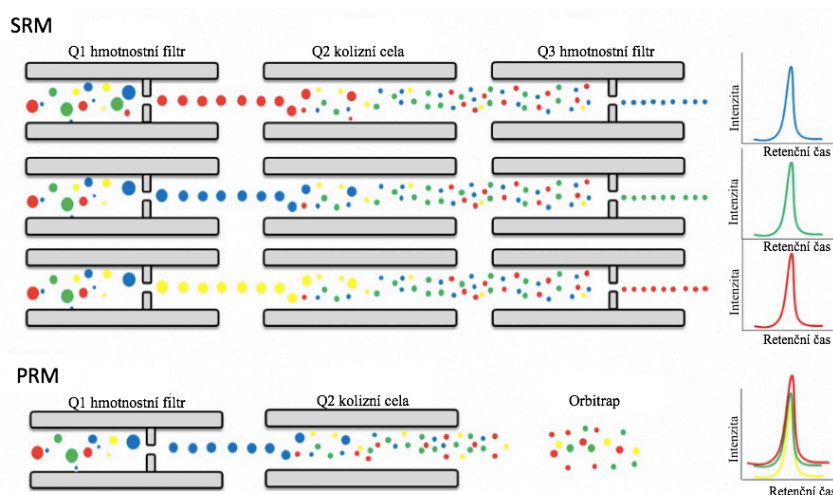 SRM
Q1 hmotnostní filtr
Q2 kolizní cela
Q3 hmotnostní filtr
Intenzita
Retenční čas
Intenzita
Retenční čas
Intenzita
Retenční čas
PRM
Q1 hmotnostní filtr
Q2 kolizní cela
Orbitrap
Intenzita
Retenční čas